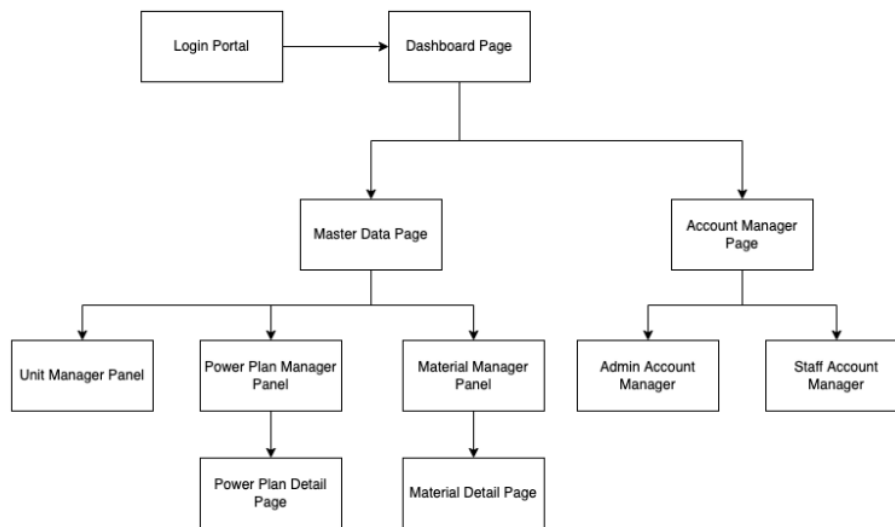 Login Portal
Dashboard Page
Master Data Page
Account Manager
Page
Unit Manager Panel
Power Plan Manager
Panel
Material Manager
Panel
Admin Account
Manager
Staff Account
Manager
Power Plan Detail
Page
Material Detail Page